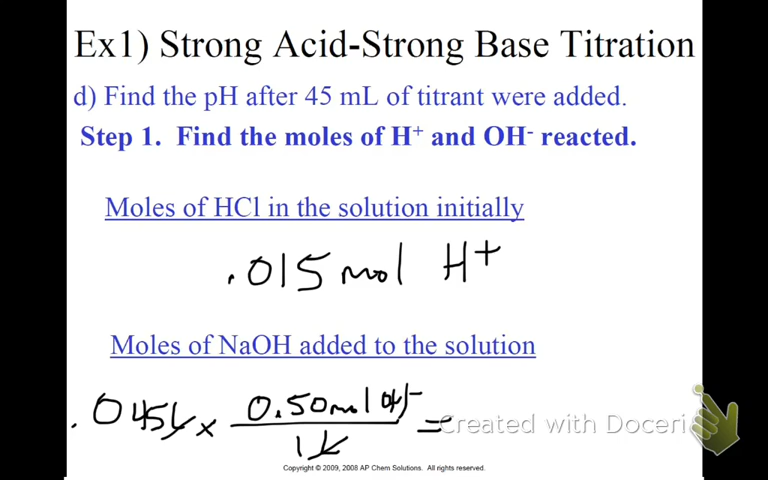 Ex1) Strong Acid-Strong Base Titration
d) Find the pH after 45 mL of titrant were added.
Step 1. Find the moles of H⁺ and OH⁻ reacted.
Moles of HCl in the solution initially
.015 mol H⁺
Moles of NaOH added to the solution
.045L × 0.50 mol OH⁻ / 1L =
Created with Doceri
Copyright © 2009, 2008 AP Chem Solutions. All rights reserved.